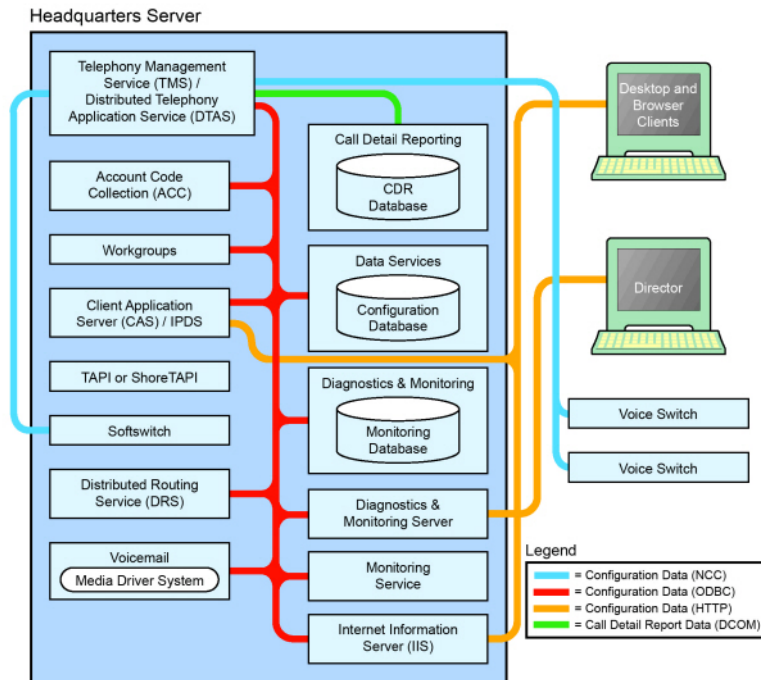 Headquarters Server
Telephony Management
Service (TMS) /
Distributed Telephony
Application Service (DTAS)
Account Code
Collection (ACC)
Workgroups
Client Application
Server (CAS) / IPDS
TAPI or ShoreTAPI
Softswitch
Distributed Routing
Service (DRS)
Voicemail
Media Driver System
Call Detail Reporting
CDR
Database
Data Services
Configuration
Database
Diagnostics & Monitoring
Monitoring
Database
Diagnostics &
Monitoring Server
Monitoring
Service
Internet Information
Server (IIS)
Desktop and
Browser
Clients
Director
Voice Switch
Voice Switch
Legend
= Configuration Data (NCC)
= Configuration Data (ODBC)
= Configuration Data (HTTP)
= Call Detail Report Data (DCOM)